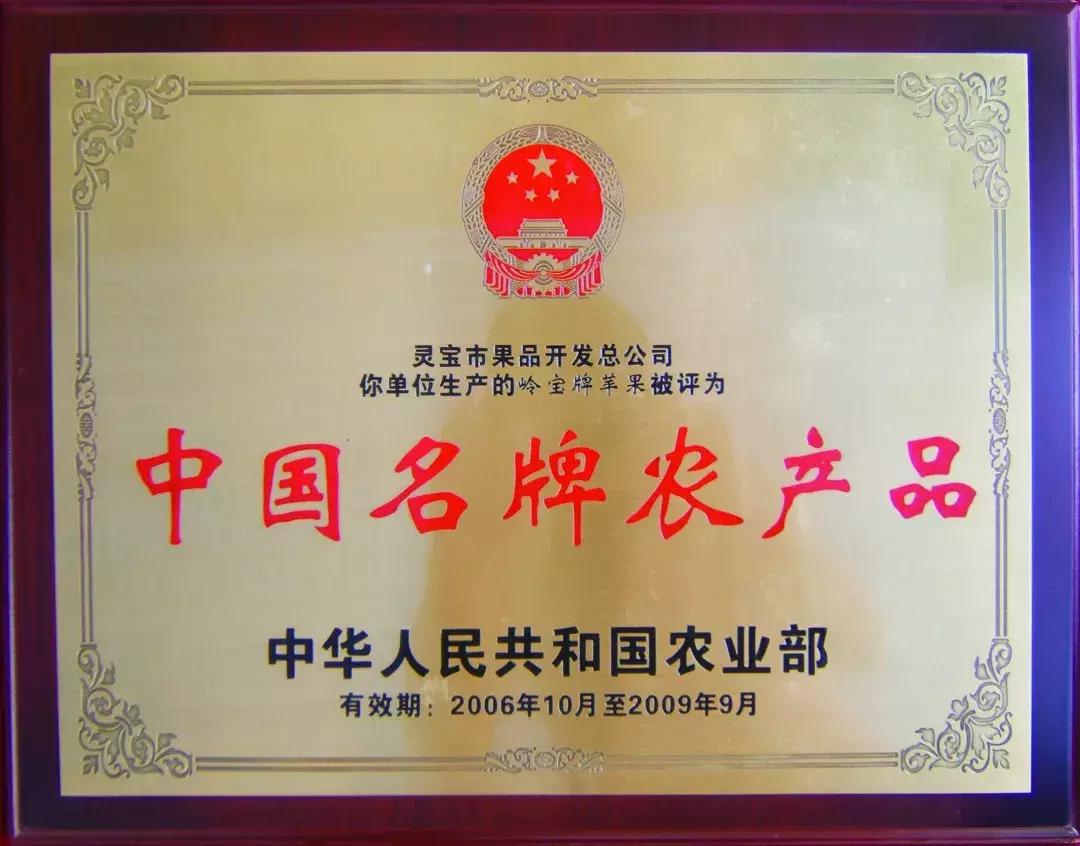 灵宝市果品开发总公司
你单位生产的岭宝牌苹果被评为
中国名牌农产品
中华人民共和国农业部
有效期：2006年10月至2009年9月